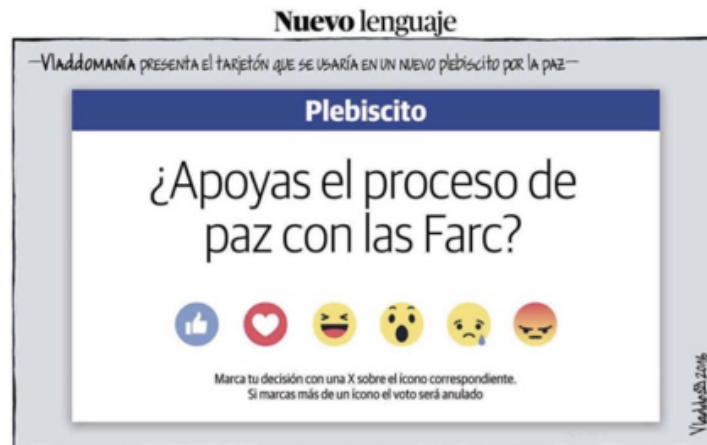 Nuevo lenguaje
—VladdomanÍa presenta el tarjetón que se usaría en un nuevo plebiscito por la paz—
Plebiscito
¿Apoyas el proceso de
paz con las Farc?
Marca tu decisión con una X sobre el ícono correspondiente.
Si marcas más de un ícono el voto será anulado
Vladdo 2016